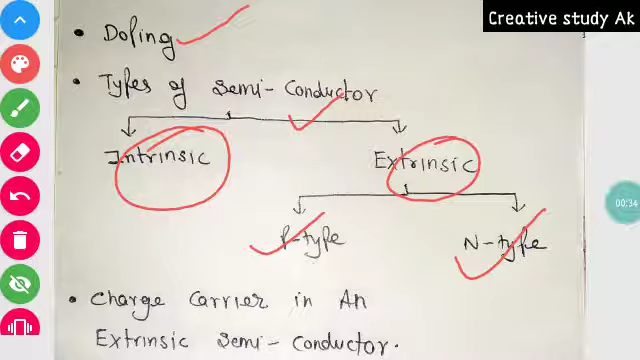 Creative study Ak
• Doping
• Types of Semi-Conductor
Intrinsic Extrinsic
00:34
P-type N-type
• Charge Carrier in An
Extrinsic Semi-Conductor.